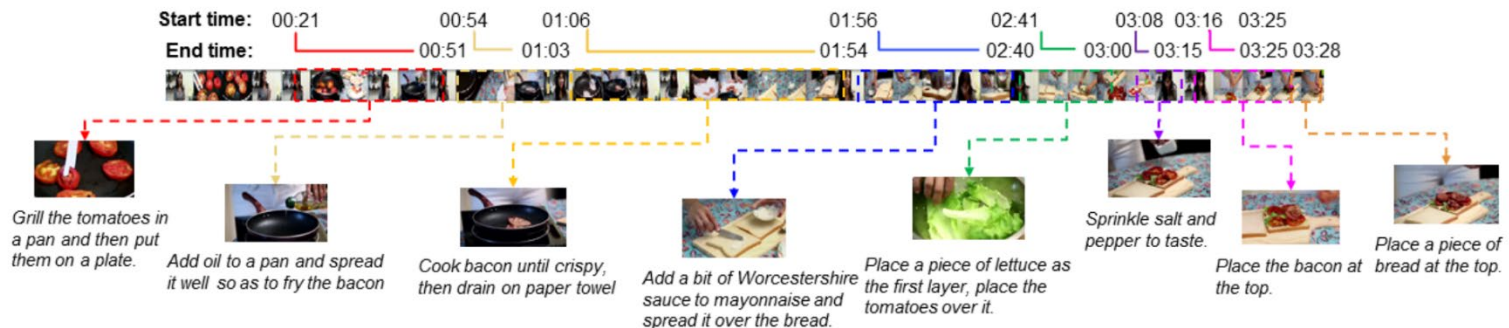 Start time: 00:21 00:54 01:06 01:56 02:41 03:08 03:16 03:25
End time: 00:51 01:03 01:54 02:40 03:00 03:15 03:25 03:28
Grill the tomatoes in
a pan and then put
them on a plate.
Add oil to a pan and spread
it well so as to fry the bacon
Cook bacon until crispy,
then drain on paper towel
Add a bit of Worcestershire
sauce to mayonnaise and
spread it over the bread.
Place a piece of lettuce as
the first layer, place the
tomatoes over it.
Sprinkle salt and
pepper to taste.
Place the bacon at
the top.
Place a piece of
bread at the top.